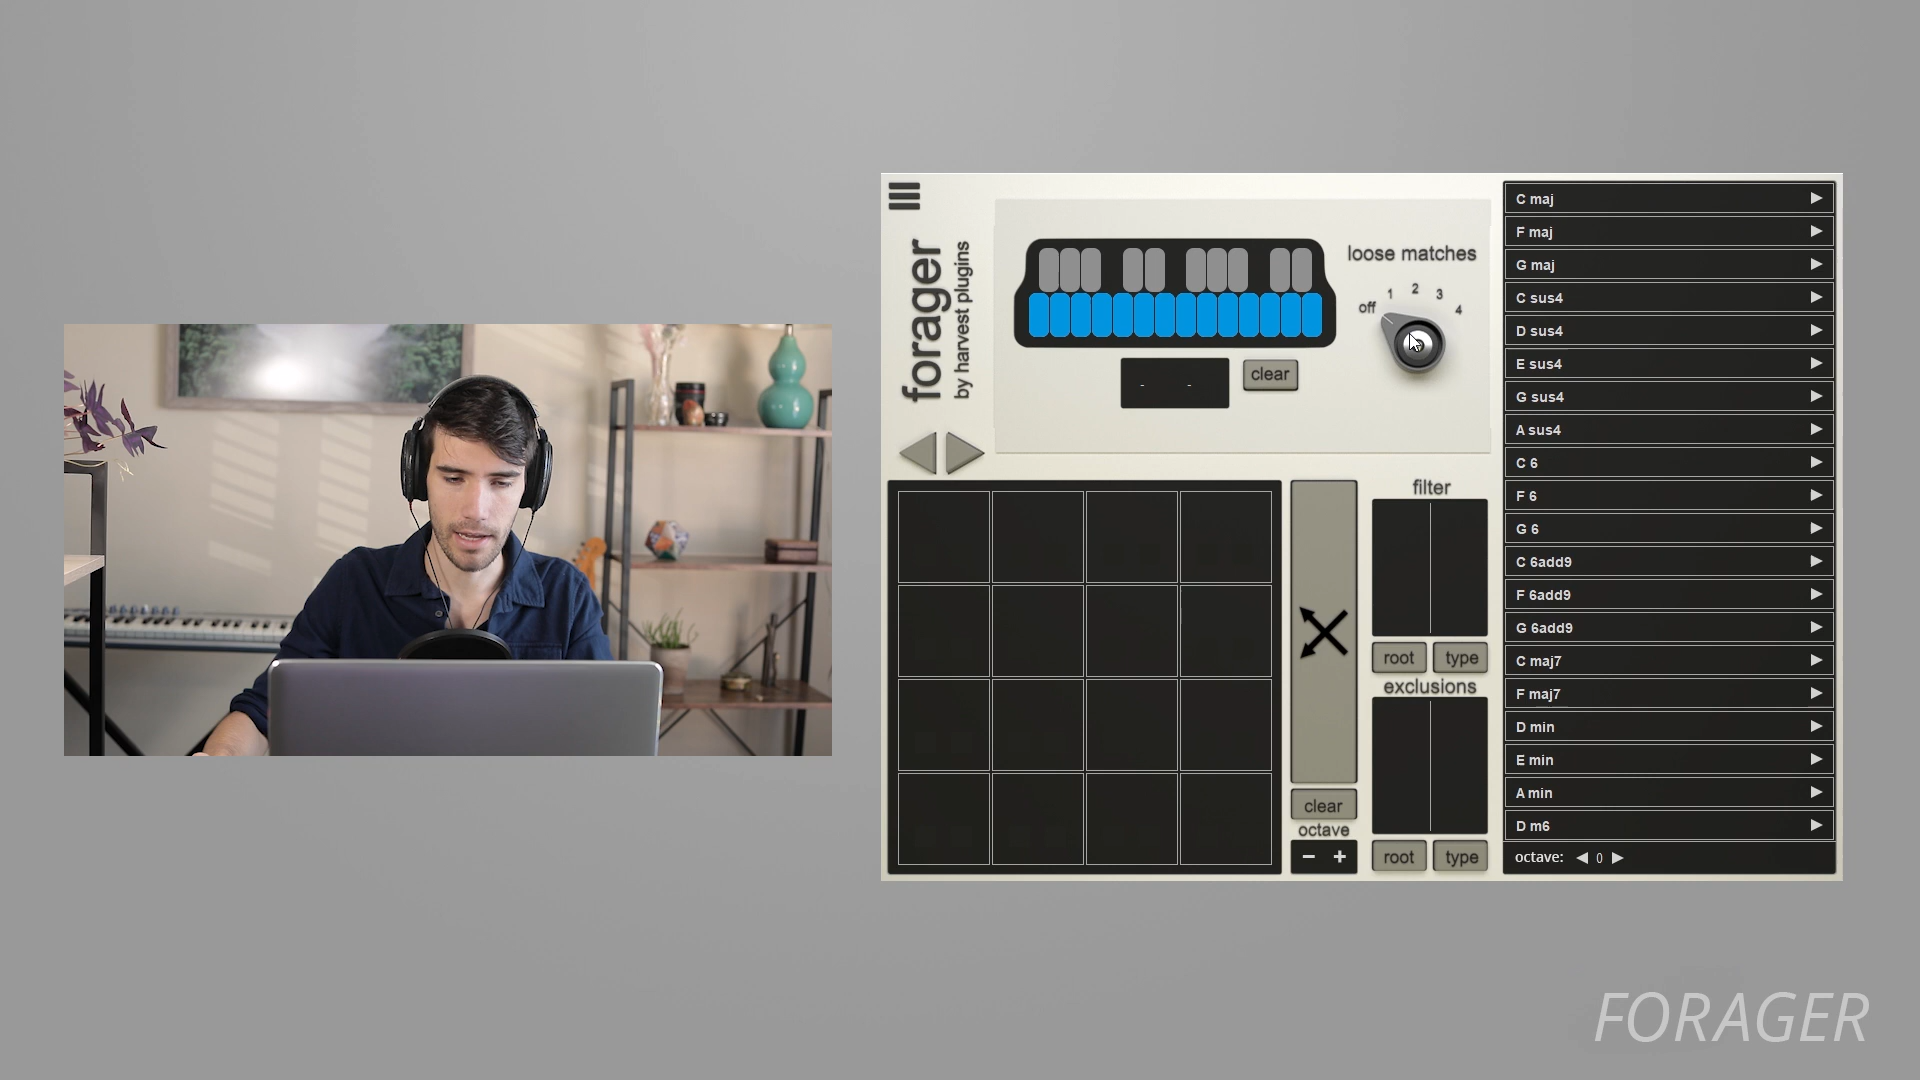 forager
by harvest plugins
loose matches
off 1 2 3 4
- -
clear
C maj
F maj
G maj
C sus4
D sus4
E sus4
G sus4
A sus4
C 6
F 6
G 6
C 6add9
F 6add9
G 6add9
C maj7
F maj7
D min
E min
A min
D m6
octave: 0
filter
root type
exclusions
root type
clear
octave
- +
FORAGER